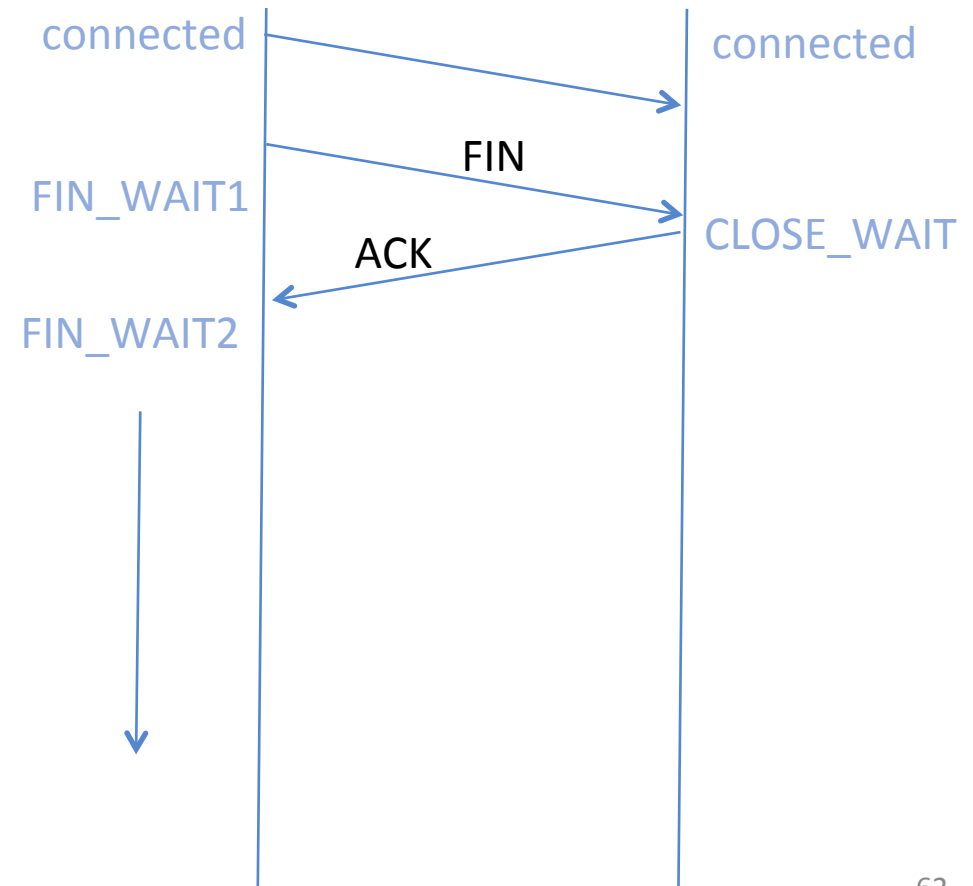 connected
connected
FIN
FIN_WAIT1
CLOSE_WAIT
ACK
FIN_WAIT2